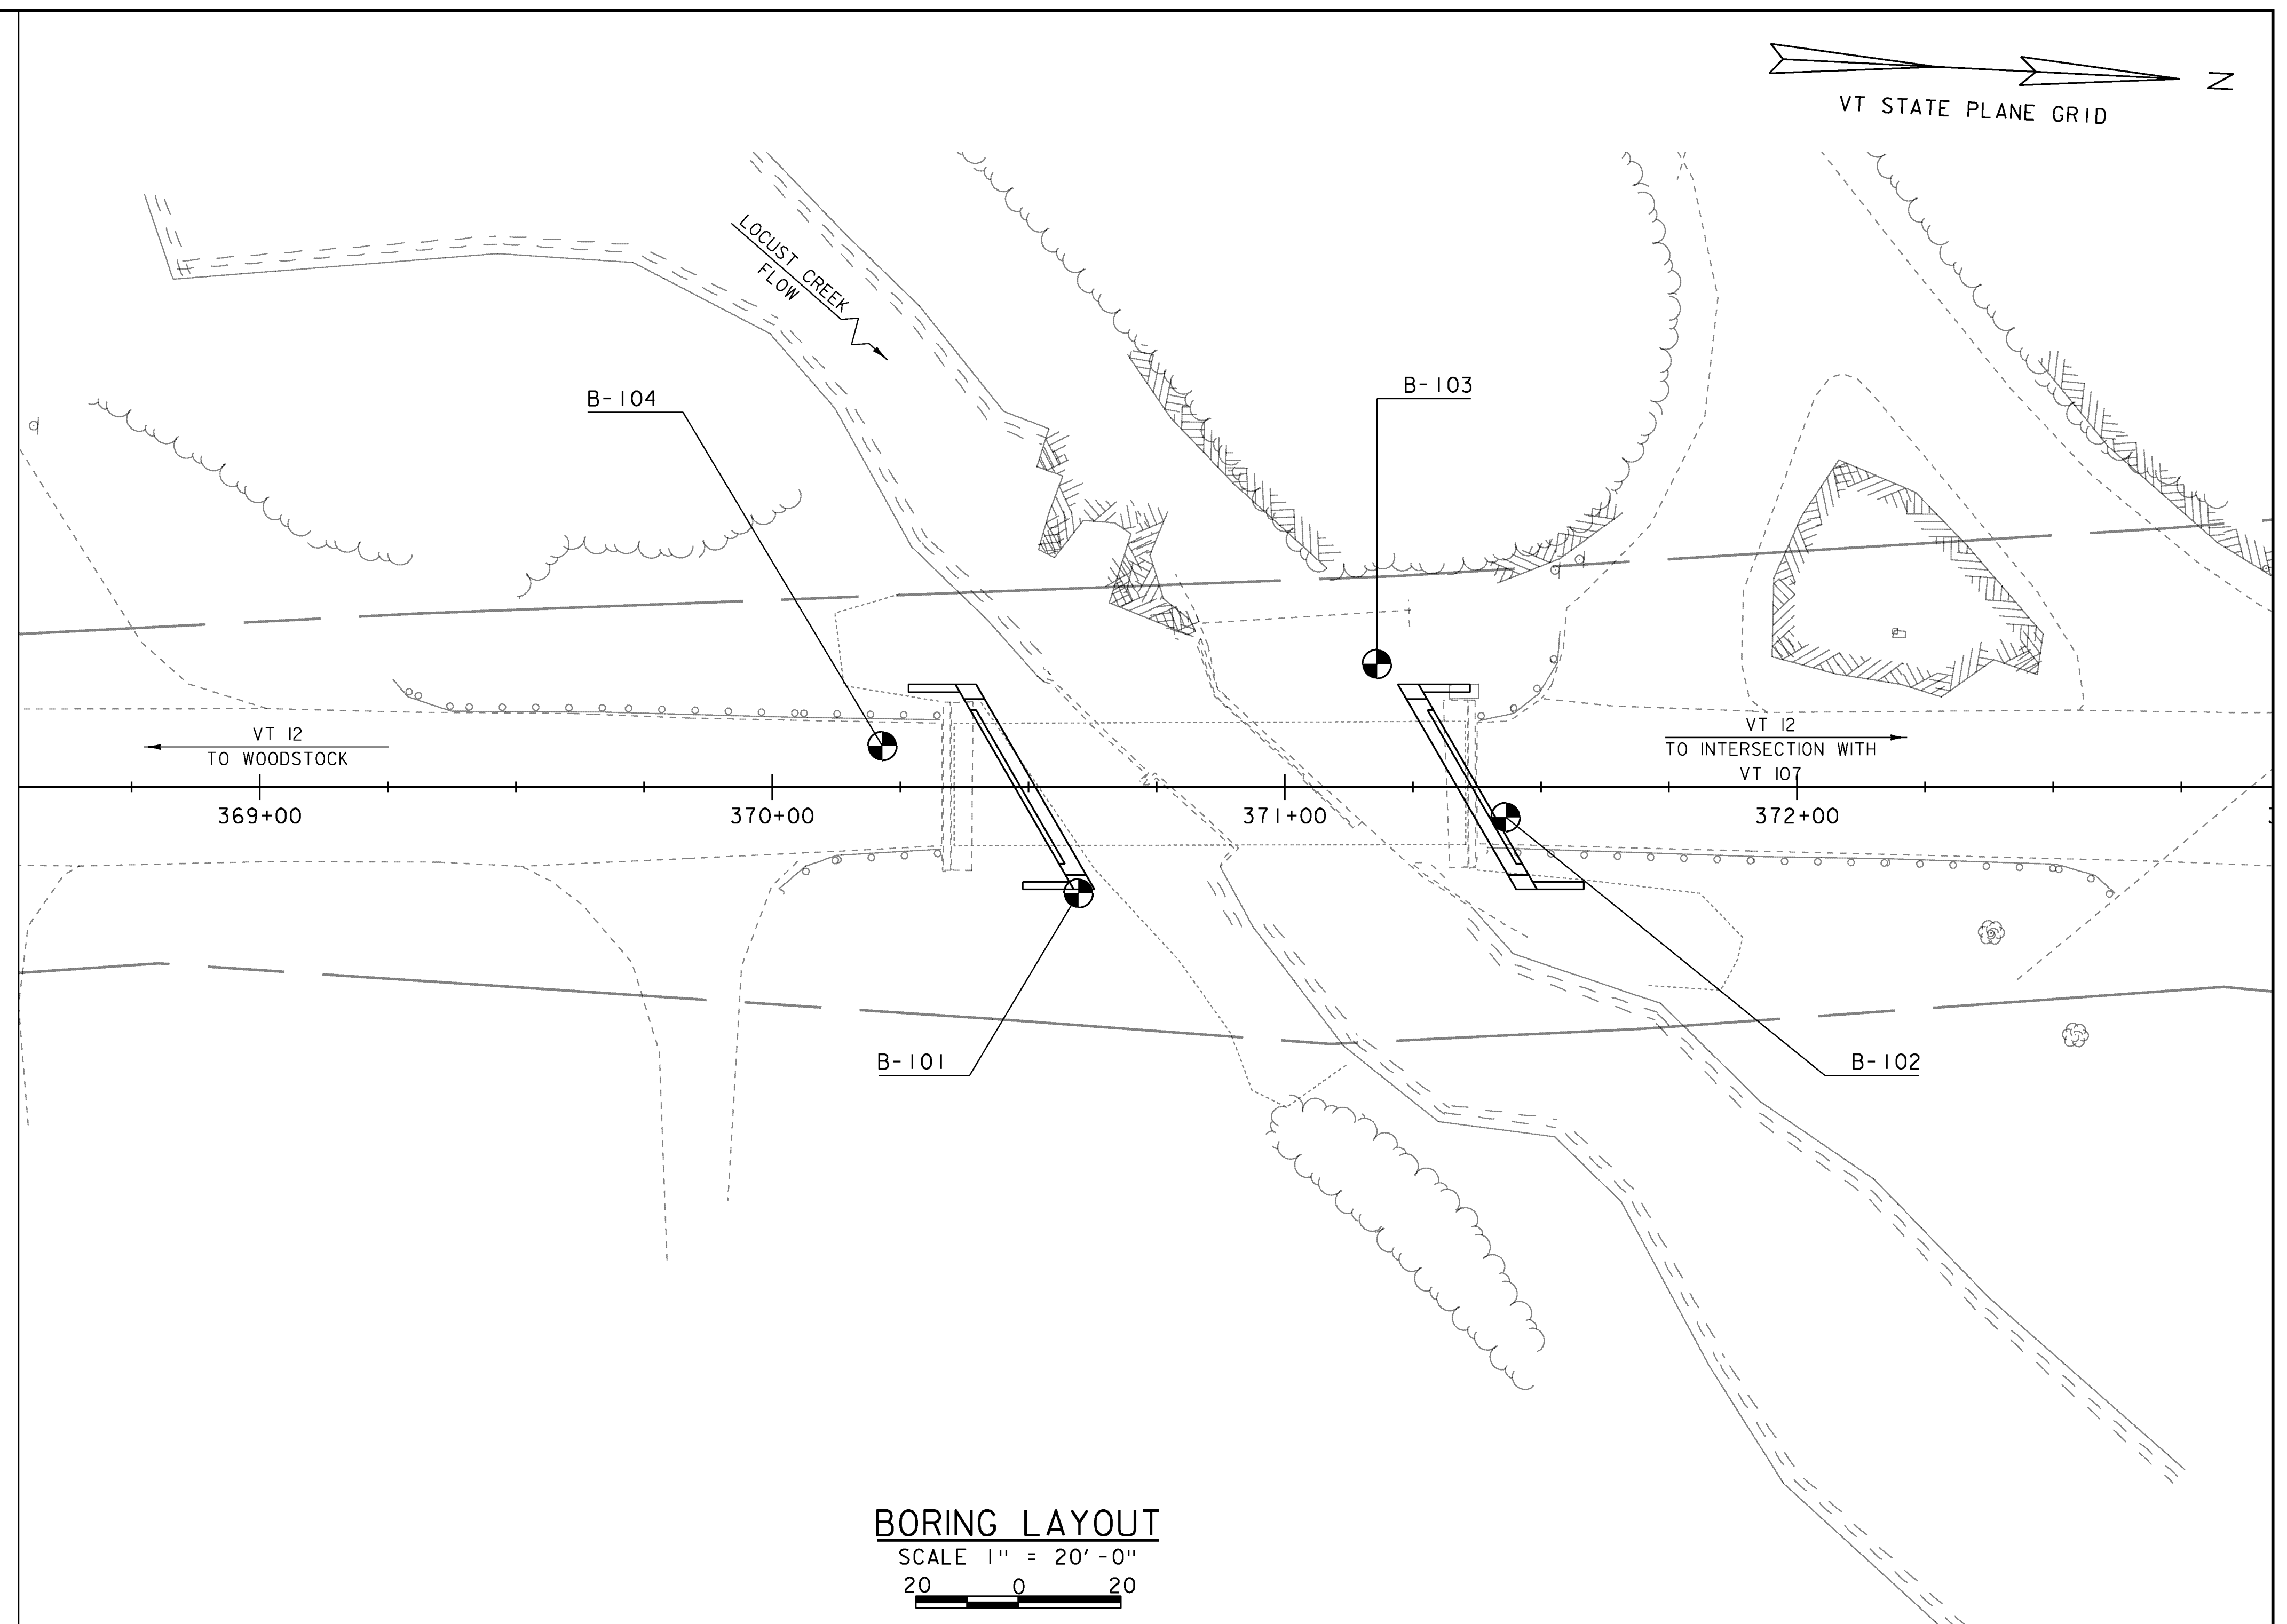 N
VT STATE PLANE GRID
LOCUST CREEK
FLOW
B-104
B-103
VT 12
TO WOODSTOCK
VT 12
TO INTERSECTION WITH
VT 107
369+00
370+00
371+00
372+00
B-101
B-102
BORING LAYOUT
SCALE 1" = 20'-0"
20 0 20